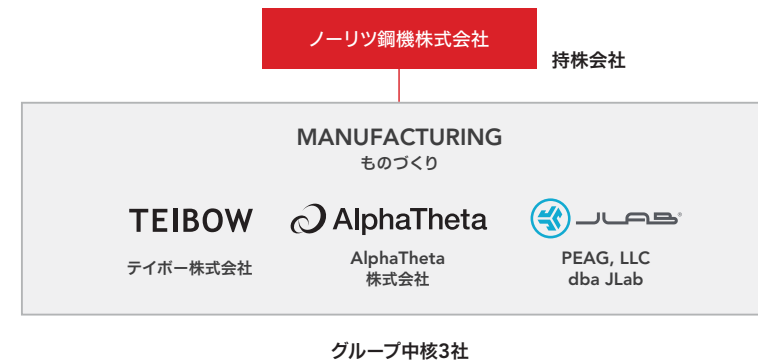 ノーリツ鋼機株式会社
持株会社
MANUFACTURING
ものづくり
TEIBOW
AlphaTheta
JLAB
テイボー株式会社
AlphaTheta
株式会社
PEAG, LLC
dba JLab
グループ中核3社